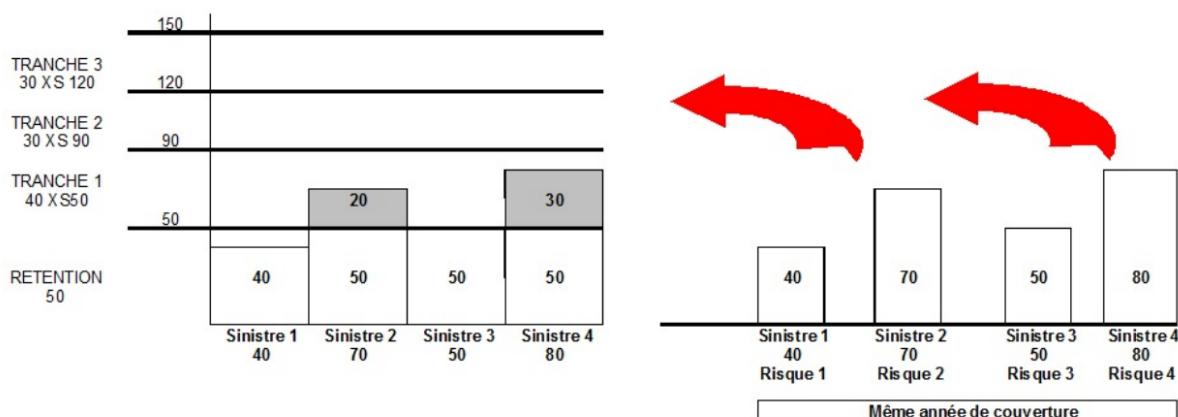 150
TRANCHE 3
30 XS 120
120
TRANCHE 2
30 XS 90
90
TRANCHE 1
40 XS50
20
30
50
RETENTION
50
40
50
50
50
Sinistre 1
40
Sinistre 2
70
Sinistre 3
50
Sinistre 4
80
40
70
50
80
Sinistre 1
40
Risque 1
Sinistre 2
70
Risque 2
Sinistre 3
50
Risque 3
Sinistre 4
80
Risque 4
Même année de couverture